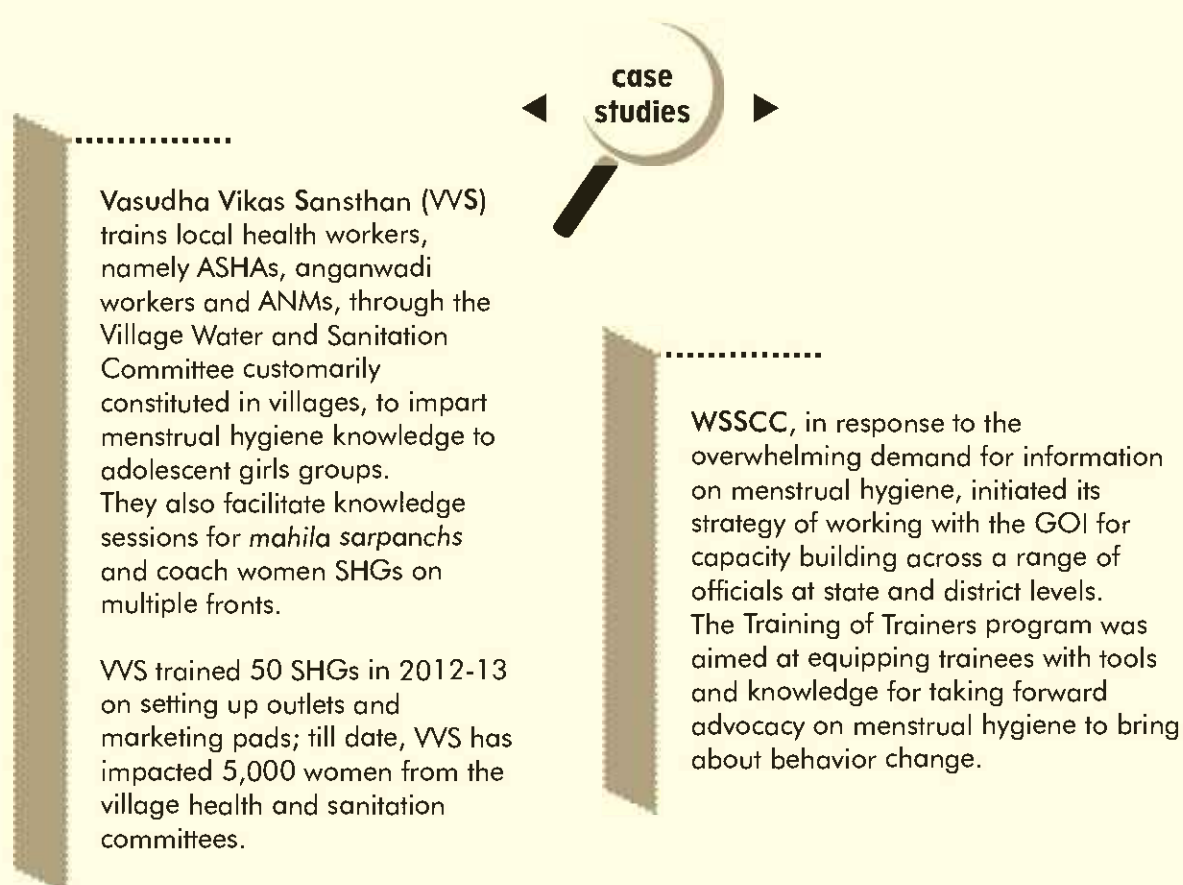 case
studies
Vasudha Vikas Sansthan (VVS)
trains local health workers,
namely ASHAs, anganwadi
workers and ANMs, through the
Village Water and Sanitation
Committee customarily
constituted in villages, to impart
menstrual hygiene knowledge to
adolescent girls groups.
They also facilitate knowledge
sessions for mahila sarpanchs
and coach women SHGs on
multiple fronts.
VVS trained 50 SHGs in 2012-13
on setting up outlets and
marketing pads; till date, VVS has
impacted 5,000 women from the
village health and sanitation
committees.
WSSCC, in response to the
overwhelming demand for information
on menstrual hygiene, initiated its
strategy of working with the GOI for
capacity building across a range of
officials at state and district levels.
The Training of Trainers program was
aimed at equipping trainees with tools
and knowledge for taking forward
advocacy on menstrual hygiene to bring
about behavior change.